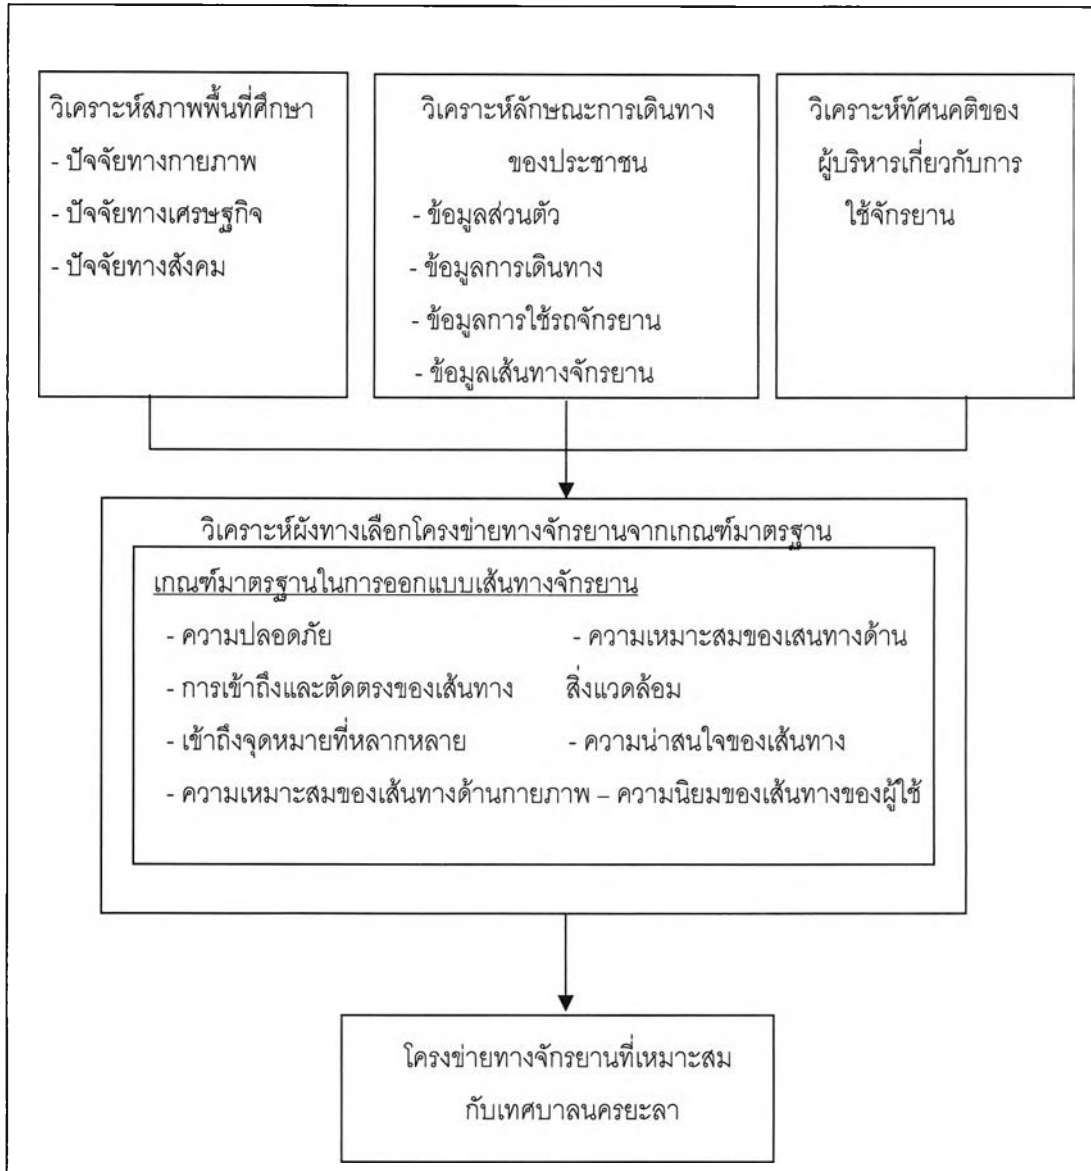 วิเคราะห์สภาพพื้นที่ศึกษา
- ปัจจัยทางกายภาพ
- ปัจจัยทางเศรษฐกิจ
- ปัจจัยทางสังคม
วิเคราะห์ลักษณะการเดินทาง
ของประชาชน
- ข้อมูลส่วนตัว
- ข้อมูลการเดินทาง
- ข้อมูลการใช้รถจักรยาน
- ข้อมูลเส้นทางจักรยาน
วิเคราะห์ทัศนคติของ
ผู้บริหารเกี่ยวกับการ
ใช้จักรยาน
วิเคราะห์ผังทางเลือกโครงข่ายทางจักรยานจากเกณฑ์มาตรฐาน
เกณฑ์มาตรฐานในการออกแบบเส้นทางจักรยาน
- ความปลอดภัย - ความเหมาะสมของเสนทางด้าน
- การเข้าถึงและตัดตรงของเส้นทาง สิ่งแวดล้อม
- เข้าถึงจุดหมายที่หลากหลาย - ความน่าสนใจของเส้นทาง
- ความเหมาะสมของเส้นทางด้านกายภาพ – ความนิยมของเส้นทางของผู้ใช้
โครงข่ายทางจักรยานที่เหมาะสม
กับเทศบาลนครยะลา